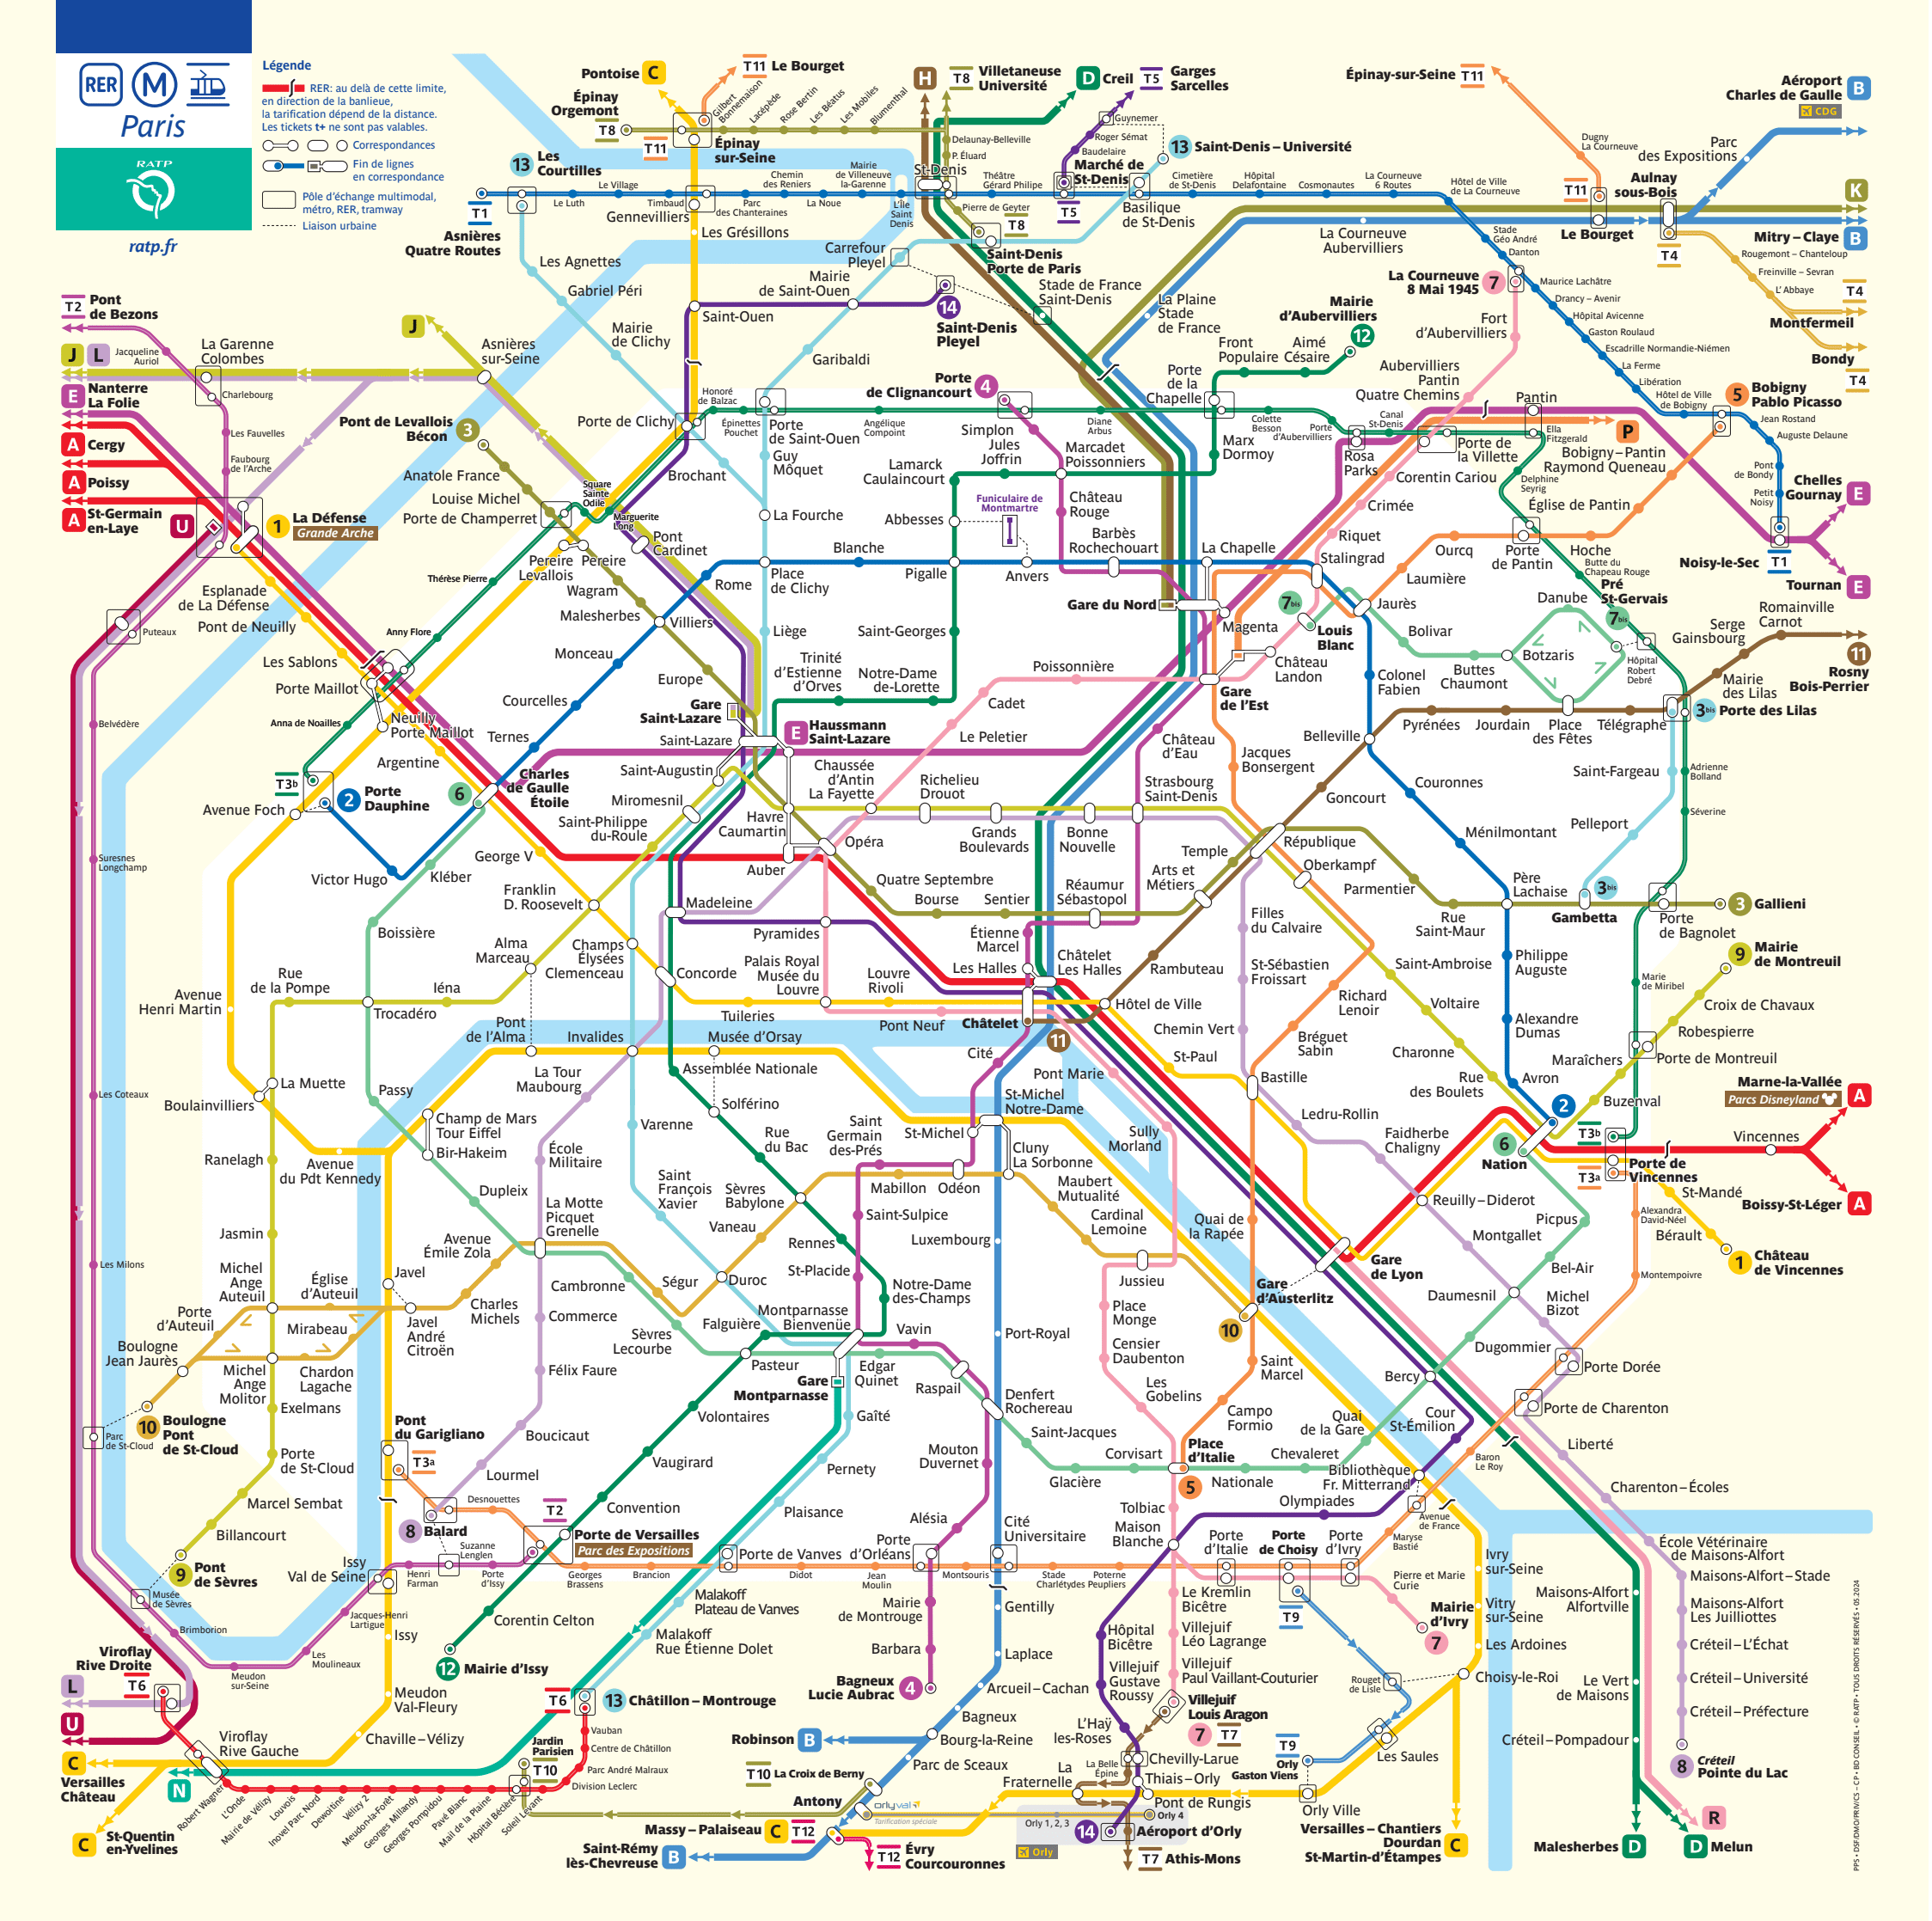 RER
M
Paris
RATP
ratp.fr
Légende
RER: au delà de cette limite,
en direction de la banlieue,
la tarification dépend de la distance.
Les tickets t+ ne sont pas valables.
Correspondances
Fin de lignes
en correspondance
Pôle d'échange multimodal,
métro, RER, tramway
Liaison urbaine
Pontoise C
T11 Le Bourget
Épinay
Orgemont
T8
T11
Gilbert
Bonnemaison
Lacépède
Rose Bertin
Les Béatus
Les Mobiles
Blumenthal
Épinay
sur-Seine
H
T8 Villetaneuse
Université
D Creil
T5 Garges
Sarcelles
Guynemer
Roger Sémat
Baudelaire
Delaunay-Belleville
P. Éluard
St-Denis
Marché de
St-Denis
T5
13 Saint-Denis – Université
Épinay-sur-Seine T11
Dugny
La Courneuve
T11
Le Bourget
Aéroport
Charles de Gaulle B
CDG
Parc
des Expositions
Aulnay
sous-Bois
K
Mitry – Claye B
T4
Rougemont – Chanteloup
Freinville – Sevran
L'Abbaye
T4
Montfermeil
Bondy
T4
13 Les
Courtilles
T1
Asnières
Quatre Routes
Le Luth
Le Village
Timbaud
Gennevilliers
Parc
des Chanteraines
Chemin
des Reniers
La Noue
Mairie
de Villeneuve
la-Garenne
L'Île
Saint
Denis
Théâtre
Gérard Philipe
Pierre de Geyter
T8
Saint-Denis
Porte de Paris
Basilique
de St-Denis
Cimetière
de St-Denis
Hôpital
Delafontaine
Cosmonautes
La Courneuve
6 Routes
Hôtel de Ville
de La Courneuve
Stade
Géo André
Danton
La Courneuve
Aubervilliers
La Courneuve
8 Mai 1945 7
Maurice Lachâtre
Drancy – Avenir
Hôpital Avicenne
Gaston Roulaud
Escadrille Normandie-Niémen
La Ferme
Libération
Hôtel de Ville
de Bobigny
5 Bobigny
Pablo Picasso
Jean Rostand
Auguste Delaune
Pont
de Bondy
Petit
Noisy
Noisy-le-Sec
T1
Chelles
Gournay E
Tournan
E
Les Agnettes
Gabriel Péri
Mairie
de Clichy
Les Grésillons
Saint-Ouen
Mairie
de Saint-Ouen
Carrefour
Pleyel
14
Saint-Denis
Pleyel
Stade de France
Saint-Denis
La Plaine
Stade
de France
Garibaldi
Mairie
d'Aubervilliers
12
Front
Populaire
Aimé
Césaire
Fort
d'Aubervilliers
Aubervilliers
Pantin
Quatre Chemins
Pantin
P
T2 Pont
de Bezons
Jacqueline
Auriol
J L
La Garenne
Colombes
Charlebourg
J
Asnières
sur-Seine
E Nanterre
La Folie
A Cergy
A Poissy
A St-Germain
en-Laye
Les Fauvelles
Faubourg
de l'Arche
U
1 La Défense
Grande Arche
Puteaux
Esplanade
de La Défense
Pont de Neuilly
Les Sablons
Porte Maillot
Neuilly
Porte Maillot
Argentine
Pont de Levallois
Bécon 3
Anatole France
Louise Michel
Porte de Champerret
Square
Sainte
Odile
Marguerite
Long
Pereire
Levallois
Pereire
Wagram
Malesherbes
Villiers
Thérèse Pierre
Anny Flore
Anna de Noailles
Porte de Clichy
Honoré
de Balzac
Épinettes
Pouchet
Porte
de Saint-Ouen
Angélique
Compoint
Porte
de Clignancourt 4
Diane
Arbus
Porte
de la
Chapelle
Colette
Besson
Porte
d'Aubervilliers
Canal
St-Denis
Rosa
Parks
Porte de
la Villette
Ella
Fitzgerald
Delphine
Seyrig
Bobigny – Pantin
Raymond Queneau
Église de Pantin
Hoche
Porte
de Pantin
Butte du
Chapeau Rouge
Guy
Môquet
La Fourche
Brochant
Pont
Cardinet
Place
de Clichy
Rome
Blanche
Pigalle
Anvers
Abbesses
Funiculaire de
Montmartre
Lamarck
Caulaincourt
Simplon
Jules
Joffrin
Marcadet
Poissonniers
Château
Rouge
Barbès
Rochechouart
Marx
Dormoy
La Chapelle
Gare du Nord
Magenta
Stalingrad
Riquet
Crimée
Corentin Cariou
Ourcq
Laumière
Jaurès
7bis
Louis
Blanc
Château
Landon
Gare
de l'Est
Bolivar
Buttes
Chaumont
Botzaris
Danube
Pré
St-Gervais
7bis
Hôpital
Robert
Debré
Place
des Fêtes
Romainville
Carnot
Serge
Gainsbourg
11
Rosny
Bois-Perrier
Mairie
des Lilas
3bis Porte des Lilas
Télégraphe
Jourdain
Pyrénées
Belleville
Colonel
Fabien
Saint-Fargeau
Pelleport
3bis
Gambetta
Adrienne
Bolland
Séverine
Monceau
Courcelles
Ternes
Europe
Liège
Saint-Georges
Trinité
d'Estienne
d'Orves
Notre-Dame
de-Lorette
Poissonnière
Cadet
Le Peletier
Gare
Saint-Lazare
Saint-Lazare
E Haussmann
Saint-Lazare
Saint-Augustin
Miromesnil
Saint-Philippe
du-Roule
T3b
2 Porte
Dauphine
Avenue Foch
Victor Hugo
6
Charles
de Gaulle
Étoile
Kléber
Boissière
George V
Franklin
D. Roosevelt
Chaussée
d'Antin
La Fayette
Havre
Caumartin
Auber
Opéra
Richelieu
Drouot
Grands
Boulevards
Bonne
Nouvelle
Strasbourg
Saint-Denis
Château
d'Eau
Jacques
Bonsergent
République
Goncourt
Couronnes
Ménilmontant
Oberkampf
Parmentier
Rue
Saint-Maur
Père
Lachaise
Porte
de Bagnolet
3 Gallieni
Temple
Arts et
Métiers
Quatre Septembre
Bourse
Sentier
Réaumur
Sébastopol
Madeleine
Pyramides
Étienne
Marcel
Les Halles
Châtelet
Les Halles
Rambuteau
Filles
du Calvaire
St-Sébastien
Froissart
Chemin Vert
Saint-Ambroise
Voltaire
Richard
Lenoir
Bréguet
Sabin
Charonne
Rue
des Boulets
Philippe
Auguste
Alexandre
Dumas
Avron
Marie
de Miribel
9 Mairie
de Montreuil
Croix de Chavaux
Robespierre
Porte de Montreuil
Maraîchers
Buzenval
Alma
Marceau
Champs
Élysées
Clemenceau
Concorde
Palais Royal
Musée du
Louvre
Louvre
Rivoli
Tuileries
Pont Neuf
Châtelet
11
Hôtel de Ville
Cité
Pont Marie
St-Paul
Bastille
Ledru-Rollin
Faidherbe
Chaligny
2
6
Nation
T3b
T3a
Porte de
Vincennes
Vincennes
Marne-la-Vallée
Parcs Disneyland A
Boissy-St-Léger A
St-Mandé
Bérault
1 Château
de Vincennes
Avenue
Henri Martin
Rue
de la Pompe
Trocadéro
Iéna
Pont
de l'Alma
Invalides
Musée d'Orsay
Assemblée Nationale
Solférino
La Tour
Maubourg
Varenne
Rue
du Bac
La Muette
Boulainvilliers
Passy
Champ de Mars
Tour Eiffel
Bir-Hakeim
Avenue
du Pdt Kennedy
Ranelagh
Jasmin
École
Militaire
Dupleix
La Motte
Picquet
Grenelle
Saint
François
Xavier
Sèvres
Babylone
Vaneau
Duroc
Ségur
Cambronne
Saint
Germain
des-Prés
Mabillon
Odéon
St-Michel
St-Michel
Notre-Dame
Cluny
La Sorbonne
Maubert
Mutualité
Cardinal
Lemoine
Jussieu
Sully
Morland
Quai de
la Rapée
Gare
d'Austerlitz
10
Gare
de Lyon
Reuilly – Diderot
Montgallet
Picpus
Bel-Air
Daumesnil
Michel
Bizot
Alexandra
David-Néel
Montempoivre
Dugommier
Porte Dorée
Porte de Charenton
Bercy
Cour
St-Émilion
Liberté
Charenton – Écoles
École Vétérinaire
de Maisons-Alfort
Maisons-Alfort – Stade
Maisons-Alfort
Les Juilliottes
Créteil – L'Échat
Créteil – Université
Créteil – Préfecture
8 Créteil
Pointe du Lac
Belvédère
Suresnes
Longchamp
Les Coteaux
Les Milons
Parc
de St-Cloud
Musée
de Sèvres
Brimborion
Meudon
sur-Seine
Les
Moulineaux
Jacques-Henri
Lartigue
Michel
Ange
Auteuil
Église
d'Auteuil
Porte
d'Auteuil
Boulogne
Jean Jaurès
10 Boulogne
Pont
de St-Cloud
Michel
Ange
Molitor
Chardon
Lagache
Mirabeau
Javel
Javel
André
Citroën
Charles
Michels
Avenue
Émile Zola
Exelmans
Porte
de St-Cloud
Marcel Sembat
Billancourt
9 Pont
de Sèvres
Commerce
Félix Faure
Boucicaut
Lourmel
8 Balard
Pont
du Garigliano
T3a
Desnouettes
Suzanne
Lenglen
Henri
Farman
Porte
d'Issy
T2
Porte de Versailles
Parc des Expositions
Issy
Val de Seine
Issy
Meudon
Val-Fleury
Chaville – Vélizy
Sèvres
Lecourbe
Pasteur
Falguière
Montparnasse
Bienvenüe
Gare
Montparnasse
Edgar
Quinet
Vavin
Raspail
Notre-Dame
des-Champs
Rennes
St-Placide
Saint-Sulpice
Luxembourg
Port-Royal
Denfert
Rochereau
Saint-Jacques
Glacière
Corvisart
Place
d'Italie
5
Nationale
Chevaleret
Quai
de la Gare
Place
Monge
Censier
Daubenton
Les
Gobelins
Saint
Marcel
Campo
Formio
Volontaires
Vaugirard
Convention
Gaîté
Pernety
Plaisance
Mouton
Duvernet
Alésia
Porte
d'Orléans
Porte de Vanves
Georges
Brassens
Brancion
Didot
Jean
Moulin
Montsouris
Cité
Universitaire
Stade
Charléty
Poterne
des Peupliers
Tolbiac
Maison
Blanche
Porte
d'Italie
Porte
de Choisy
T9
Porte
d'Ivry
Olympiades
Bibliothèque
Fr. Mitterrand
Avenue
de France
Maryse
Bastié
Baron
Le Roy
Pierre et Marie
Curie
Mairie
d'Ivry
7
Ivry
sur-Seine
Vitry
sur-Seine
Les Ardoines
Choisy-le-Roi
Maisons-Alfort
Alfortville
Le Vert
de Maisons
Créteil – Pompadour
Corentin Celton
12 Mairie d'Issy
Malakoff
Plateau de Vanves
Malakoff
Rue Étienne Dolet
T6
13 Châtillon – Montrouge
Vauban
Centre de Châtillon
Parc André Malraux
Division Leclerc
Jardin
Parisien
T10
Mairie
de Montrouge
Barbara
Bagneux
Lucie Aubrac 4
Gentilly
Laplace
Arcueil – Cachan
Bagneux
Bourg-la-Reine
Robinson B
Parc de Sceaux
T10 La Croix de Berny
Antony
orlyval
Tarification spéciale
Massy – Palaiseau C T12
Saint-Rémy
lès-Chevreuse B
T12 Évry
Courcouronnes
Le Kremlin
Bicêtre
Villejuif
Léo Lagrange
Villejuif
Paul Vaillant-Couturier
Villejuif
Louis Aragon
7 T7
Hôpital
Bicêtre
Villejuif
Gustave
Roussy
L'Haÿ
les-Roses
Chevilly-Larue
La Belle
Épine
Thiais – Orly
La
Fraternelle
Pont de Rungis
Orly 1, 2, 3
Orly 4
14
Aéroport d'Orly
Orly
T7 Athis-Mons
Rouget
de Lisle
Les Saules
T9
Orly
Gaston Viens
Orly Ville
Versailles – Chantiers
Dourdan
St-Martin-d'Étampes C
Malesherbes D
D Melun
R
Viroflay
Rive Droite
T6
L
U
C
Versailles
Château
N
C St-Quentin
en-Yvelines
Viroflay
Rive Gauche
Robert Wagner
L'Onde
Mairie de Vélizy
Louvois
Inovel Parc Nord
Dewoitine
Vélizy 2
Meudon-la-Forêt
Georges Millandy
Georges Pompidou
Pavé Blanc
Mail de la Plaine
Hôpital Béclère
Soleil Levant
PPS • DSF/DMO/PRIVCS – CP • BD CONSEIL • © RATP • TOUS DROITS RÉSERVÉS • 05.2024